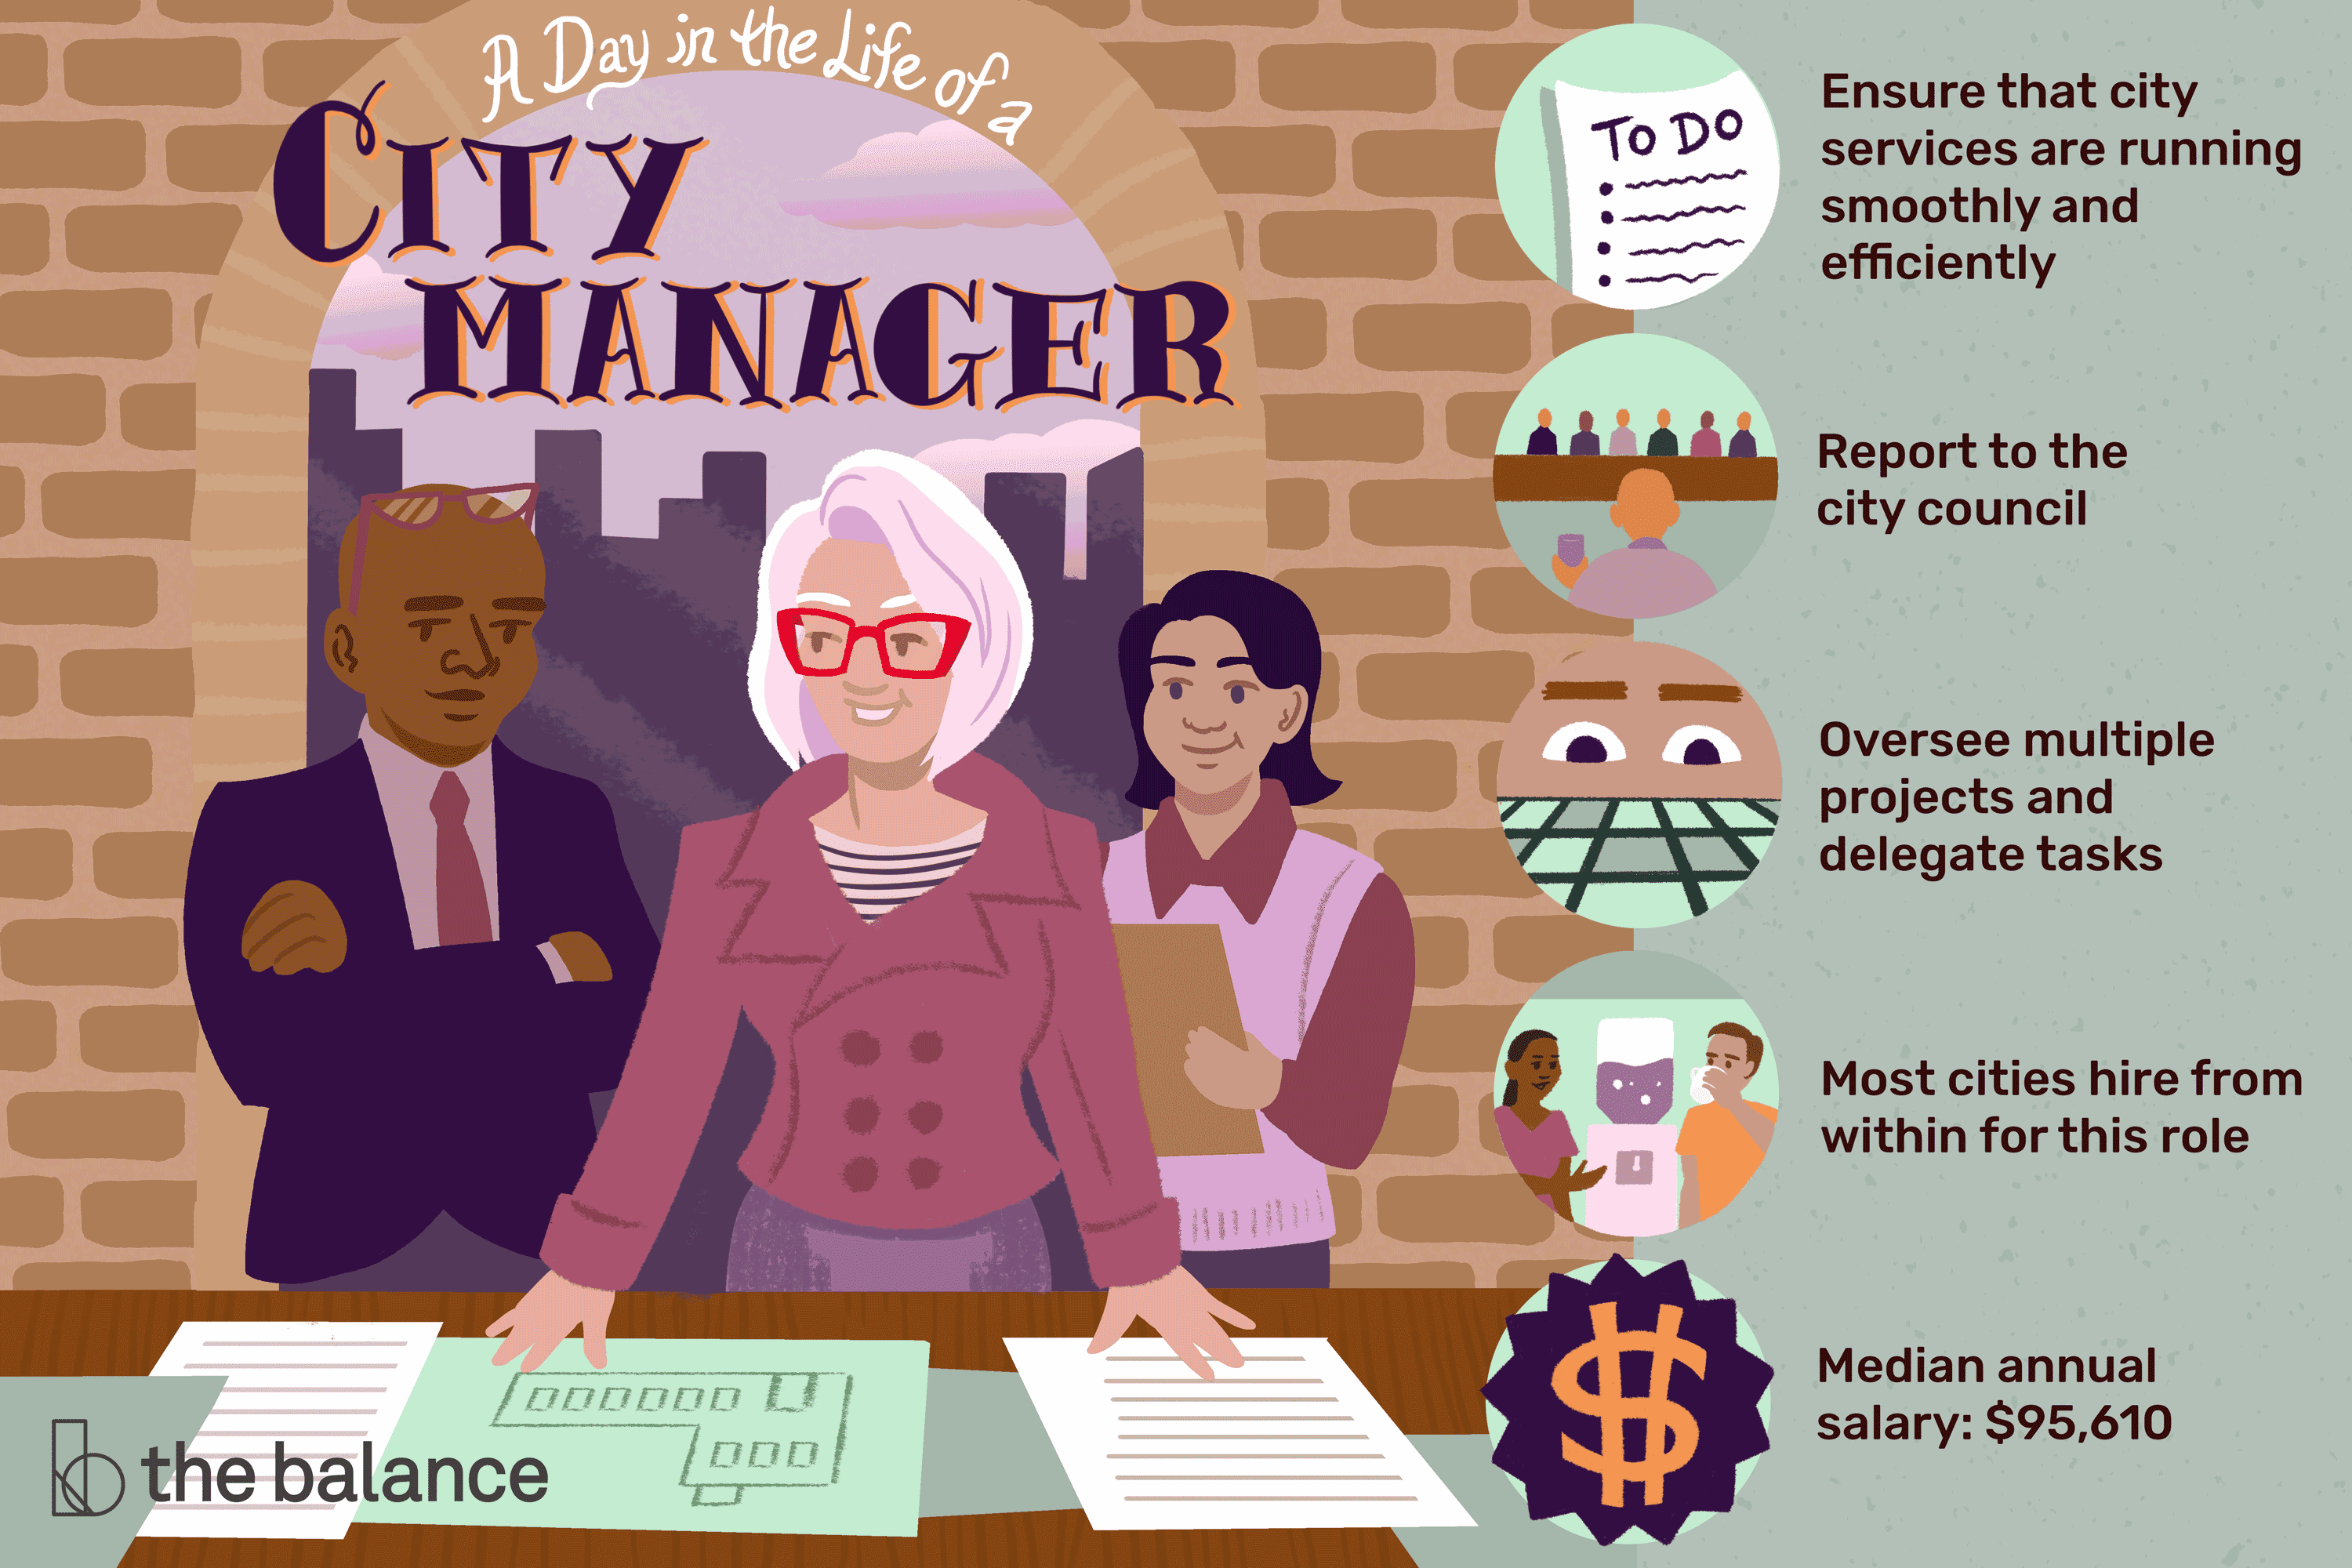 A Day in the Life of a
CITY
MANAGER
TO DO
Ensure that city
services are running
smoothly and
efficiently
Report to the
city council
Oversee multiple
projects and
delegate tasks
Most cities hire from
within for this role
$
Median annual
salary: $95,610
the balance